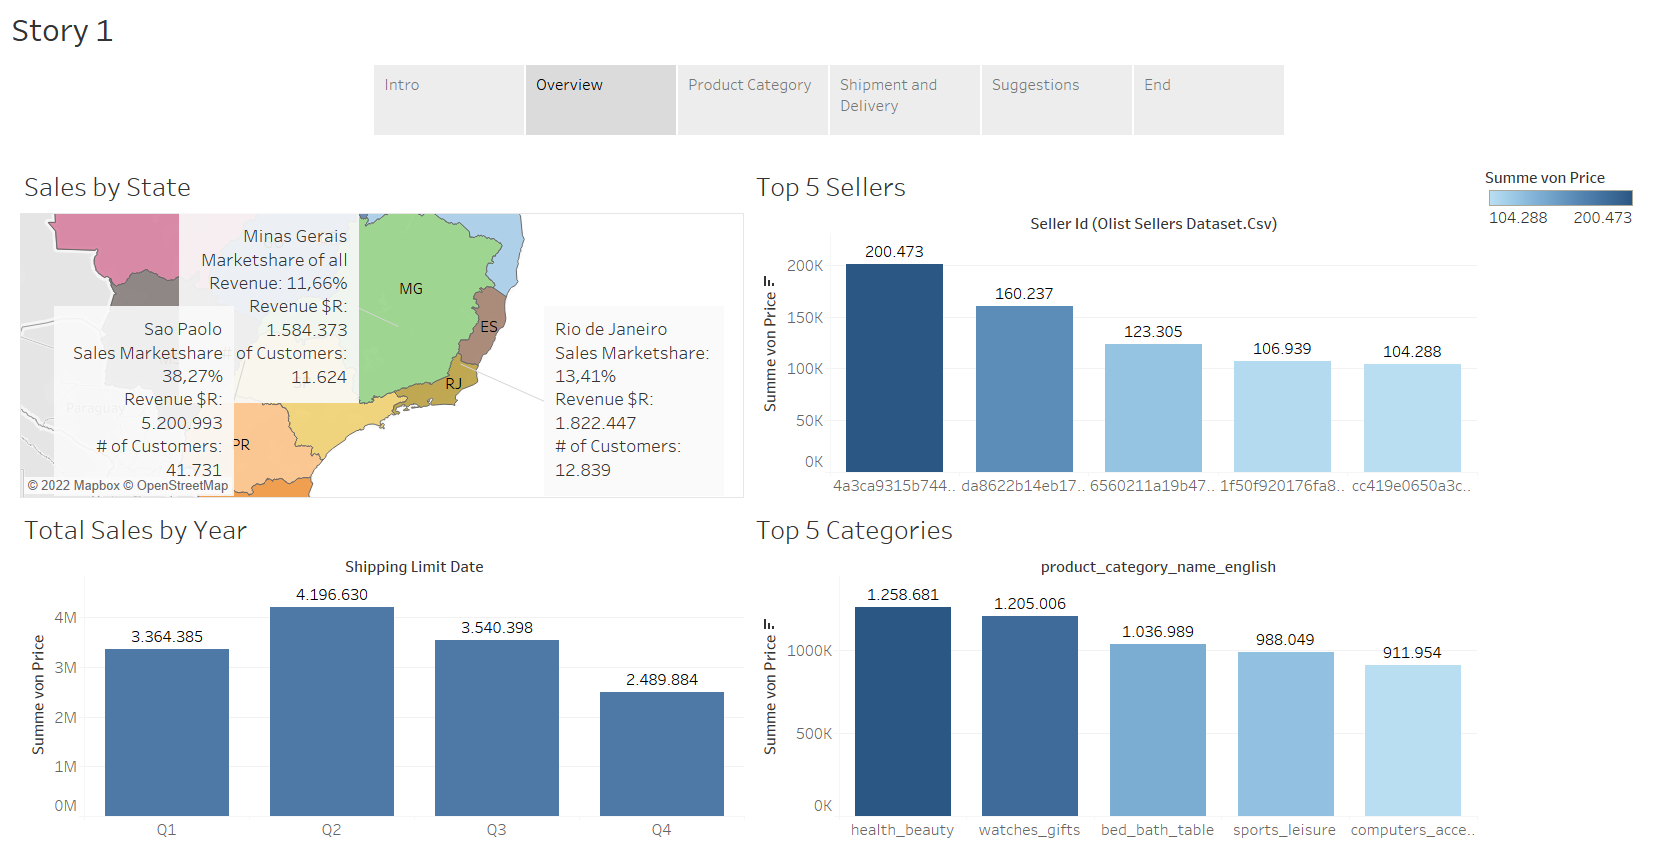 Story 1
Intro
Overview
Product Category
Shipment and
Delivery
Suggestions
End
Sales by State
Minas Gerais
Marketshare of all
Revenue: 11,66%
Revenue $R:
1.584.373
# of Customers:
11.624
Sao Paolo
Sales Marketshare
38,27%
Revenue $R:
5.200.993
# of Customers:
41.731
Rio de Janeiro
Sales Marketshare:
13,41%
Revenue $R:
1.822.447
# of Customers:
12.839
MG
ES
RJ
PR
Paraguay
© 2022 Mapbox © OpenStreetMap
Top 5 Sellers
Seller Id (Olist Sellers Dataset.Csv)
Summe von Price
200K
150K
100K
50K
0K
200.473
160.237
123.305
106.939
104.288
4a3ca9315b744..
da8622b14eb17..
6560211a19b47..
1f50f920176fa8..
cc419e0650a3c..
Summe von Price
104.288
200.473
Total Sales by Year
Shipping Limit Date
Summe von Price
4M
3M
2M
1M
0M
3.364.385
4.196.630
3.540.398
2.489.884
Q1
Q2
Q3
Q4
Top 5 Categories
product_category_name_english
Summe von Price
1000K
500K
0K
1.258.681
1.205.006
1.036.989
988.049
911.954
health_beauty
watches_gifts
bed_bath_table
sports_leisure
computers_acce..